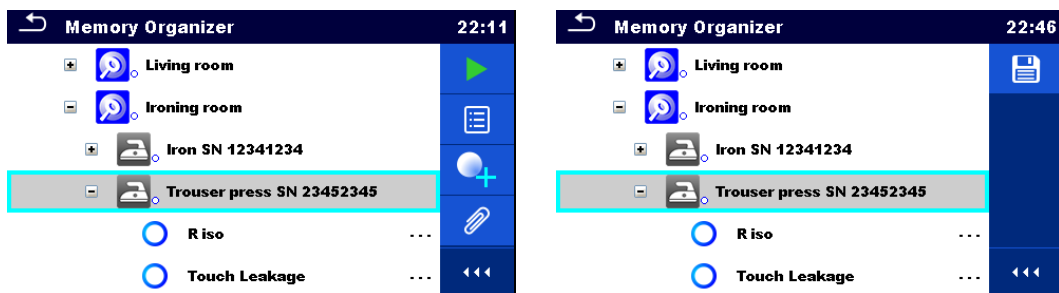 Memory Organizer 22:11
Living room
Ironing room
Iron SN 12341234
Trouser press SN 23452345
R iso ---
Touch Leakage ---
Memory Organizer 22:46
Living room
Ironing room
Iron SN 12341234
Trouser press SN 23452345
R iso ---
Touch Leakage ---